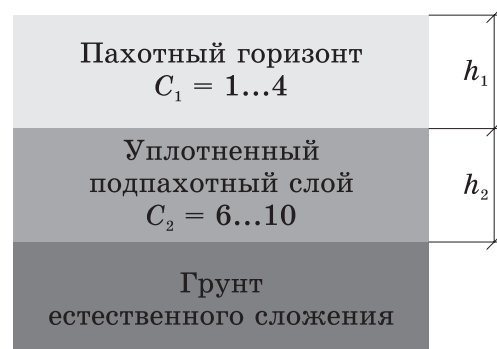 Пахотный горизонт
C₁ = 1...4
h₁
Уплотненный
подпахотный слой
C₂ = 6...10
h₂
Грунт
естественного сложения